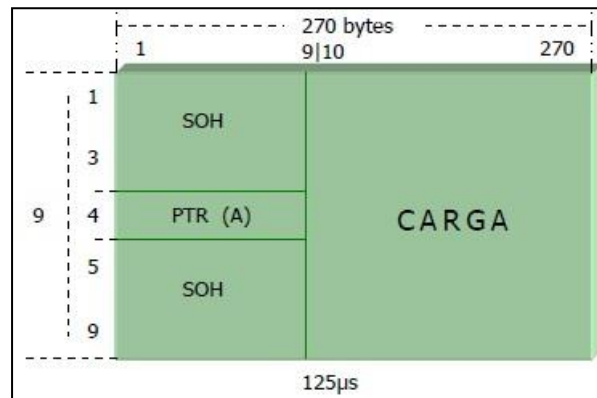 270 bytes
1 9|10 270
1
SOH
3
9 4 PTR (A) CARGA
5
SOH
9
125µs